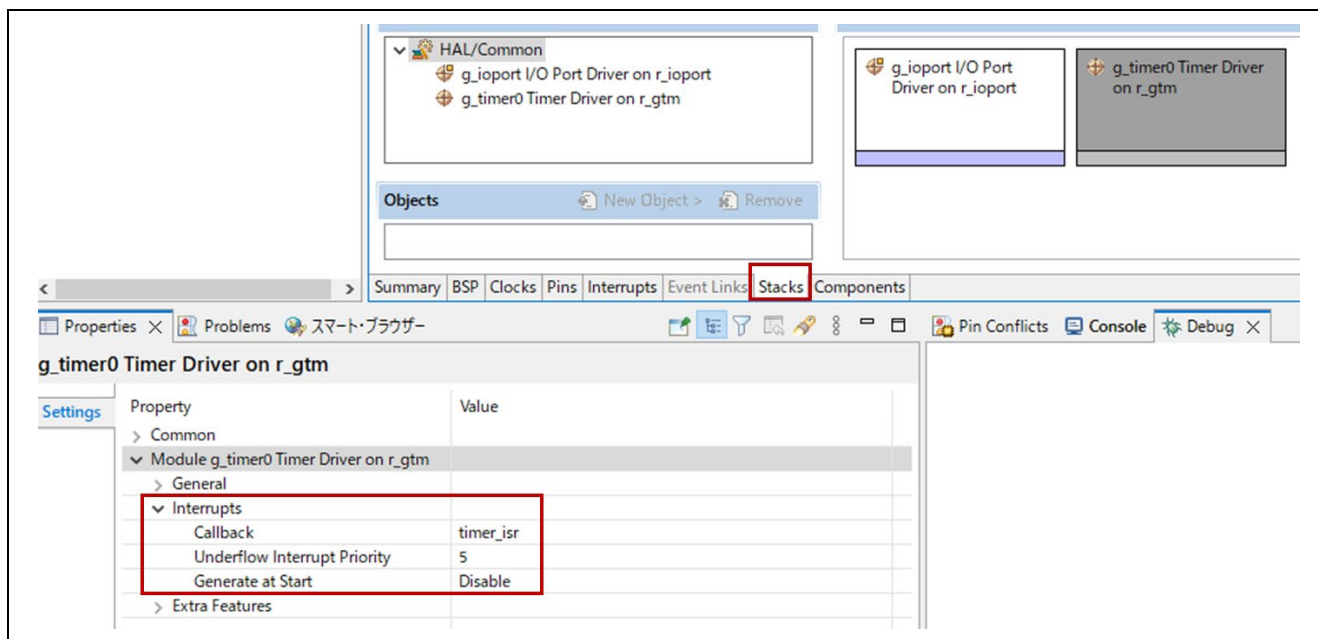 HAL/Common
g_ioport I/O Port Driver on r_ioport
g_timer0 Timer Driver on r_gtm
g_ioport I/O Port
Driver on r_ioport
g_timer0 Timer Driver
on r_gtm
Objects
New Object >
Remove
Summary
BSP
Clocks
Pins
Interrupts
Event Links
Stacks
Components
Properties
Problems
スマート・ブラウザー
Pin Conflicts
Console
Debug
g_timer0 Timer Driver on r_gtm
Settings
Property Value
Common
Module g_timer0 Timer Driver on r_gtm
General
Interrupts
Callback timer_isr
Underflow Interrupt Priority 5
Generate at Start Disable
Extra Features